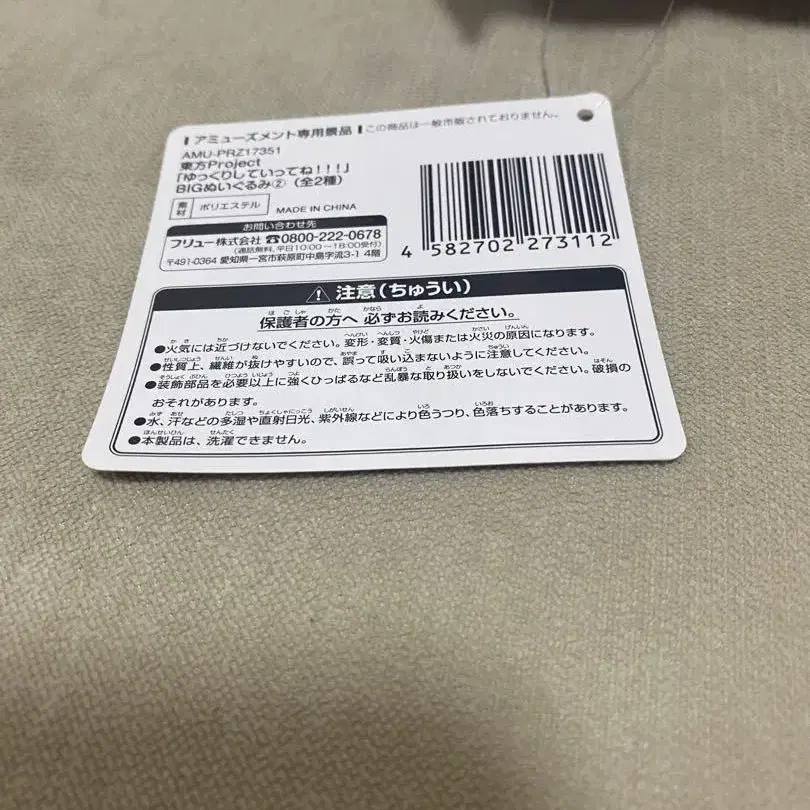 アミューズメント専用景品 この商品は一般市販されておりません。
AMU-PRZ17351
東方Project
「ゆっくりしていってね!!!」
BIGぬいぐるみ②(全2種)
素材 ポリエステル MADE IN CHINA
お問い合わせ先
フリュー株式会社 ☎0800-222-0678
(通話無料、平日10:00〜18:00受付)
〒491-0364 愛知県一宮市萩原町中島字流3-1 4階
4 582702 273112
⚠ 注意(ちゅうい)
保護者の方へ 必ずお読みください。
●火気には近づけないでください。変形・変質・火傷または火災の原因になります。
●性質上、繊維が抜けやすいので、誤って吸い込まないように注意してください。
●装飾部品を必要以上に強くひっぱるなど乱暴な取り扱いをしないでください。破損の
おそれがあります。
●水、汗などの多湿や直射日光、紫外線などにより色うつり、色落ちすることがあります。
●本製品は、洗濯できません。